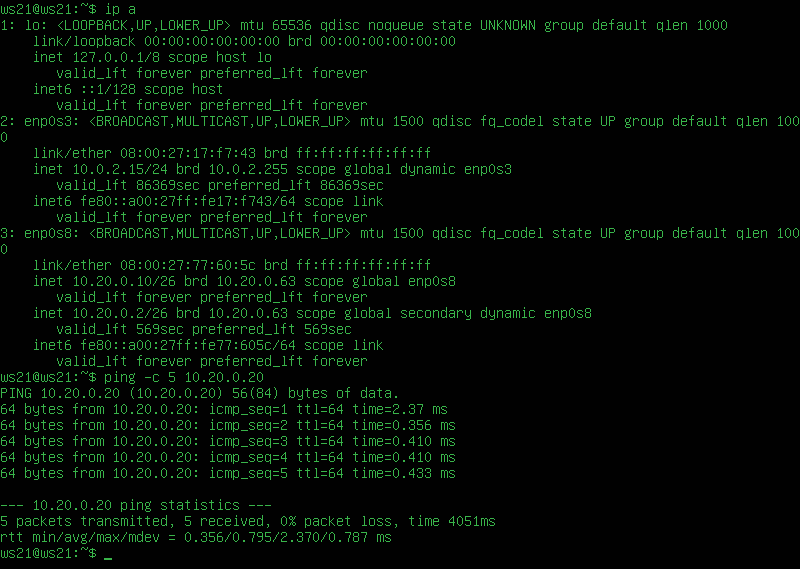 ws21@ws21:~$ ip a
1: lo: <LOOPBACK,UP,LOWER_UP> mtu 65536 qdisc noqueue state UNKNOWN group default qlen 1000
    link/loopback 00:00:00:00:00:00 brd 00:00:00:00:00:00
    inet 127.0.0.1/8 scope host lo
       valid_lft forever preferred_lft forever
    inet6 ::1/128 scope host
       valid_lft forever preferred_lft forever
2: enp0s3: <BROADCAST,MULTICAST,UP,LOWER_UP> mtu 1500 qdisc fq_codel state UP group default qlen 100
0
    link/ether 08:00:27:17:f7:43 brd ff:ff:ff:ff:ff:ff
    inet 10.0.2.15/24 brd 10.0.2.255 scope global dynamic enp0s3
       valid_lft 86369sec preferred_lft 86369sec
    inet6 fe80::a00:27ff:fe17:f743/64 scope link
       valid_lft forever preferred_lft forever
3: enp0s8: <BROADCAST,MULTICAST,UP,LOWER_UP> mtu 1500 qdisc fq_codel state UP group default qlen 100
0
    link/ether 08:00:27:77:60:5c brd ff:ff:ff:ff:ff:ff
    inet 10.20.0.10/26 brd 10.20.0.63 scope global enp0s8
       valid_lft forever preferred_lft forever
    inet 10.20.0.2/26 brd 10.20.0.63 scope global secondary dynamic enp0s8
       valid_lft 569sec preferred_lft 569sec
    inet6 fe80::a00:27ff:fe77:605c/64 scope link
       valid_lft forever preferred_lft forever
ws21@ws21:~$ ping -c 5 10.20.0.20
PING 10.20.0.20 (10.20.0.20) 56(84) bytes of data.
64 bytes from 10.20.0.20: icmp_seq=1 ttl=64 time=2.37 ms
64 bytes from 10.20.0.20: icmp_seq=2 ttl=64 time=0.356 ms
64 bytes from 10.20.0.20: icmp_seq=3 ttl=64 time=0.410 ms
64 bytes from 10.20.0.20: icmp_seq=4 ttl=64 time=0.410 ms
64 bytes from 10.20.0.20: icmp_seq=5 ttl=64 time=0.433 ms

--- 10.20.0.20 ping statistics ---
5 packets transmitted, 5 received, 0% packet loss, time 4051ms
rtt min/avg/max/mdev = 0.356/0.795/2.370/0.787 ms
ws21@ws21:~$ _